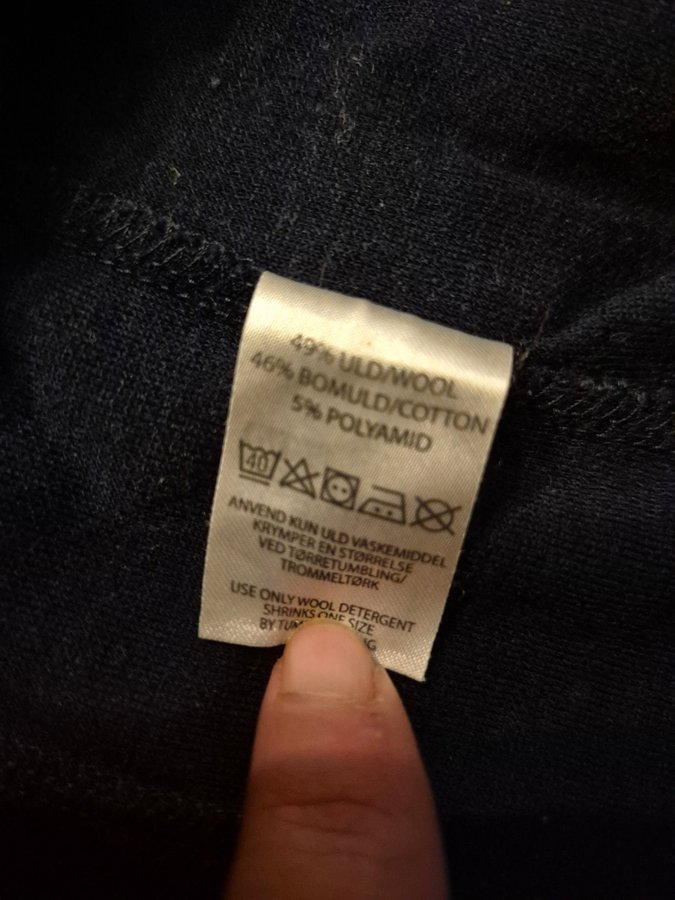 49% ULD/WOOL
46% BOMULD/COTTON
5% POLYAMID
40
ANVEND KUN ULD VASKEMIDDEL
KRYMPER EN STØRRELSE
VED TØRRETUMBLING/
TROMMELTØRK
USE ONLY WOOL DETERGENT
SHRINKS ONE SIZE
BY